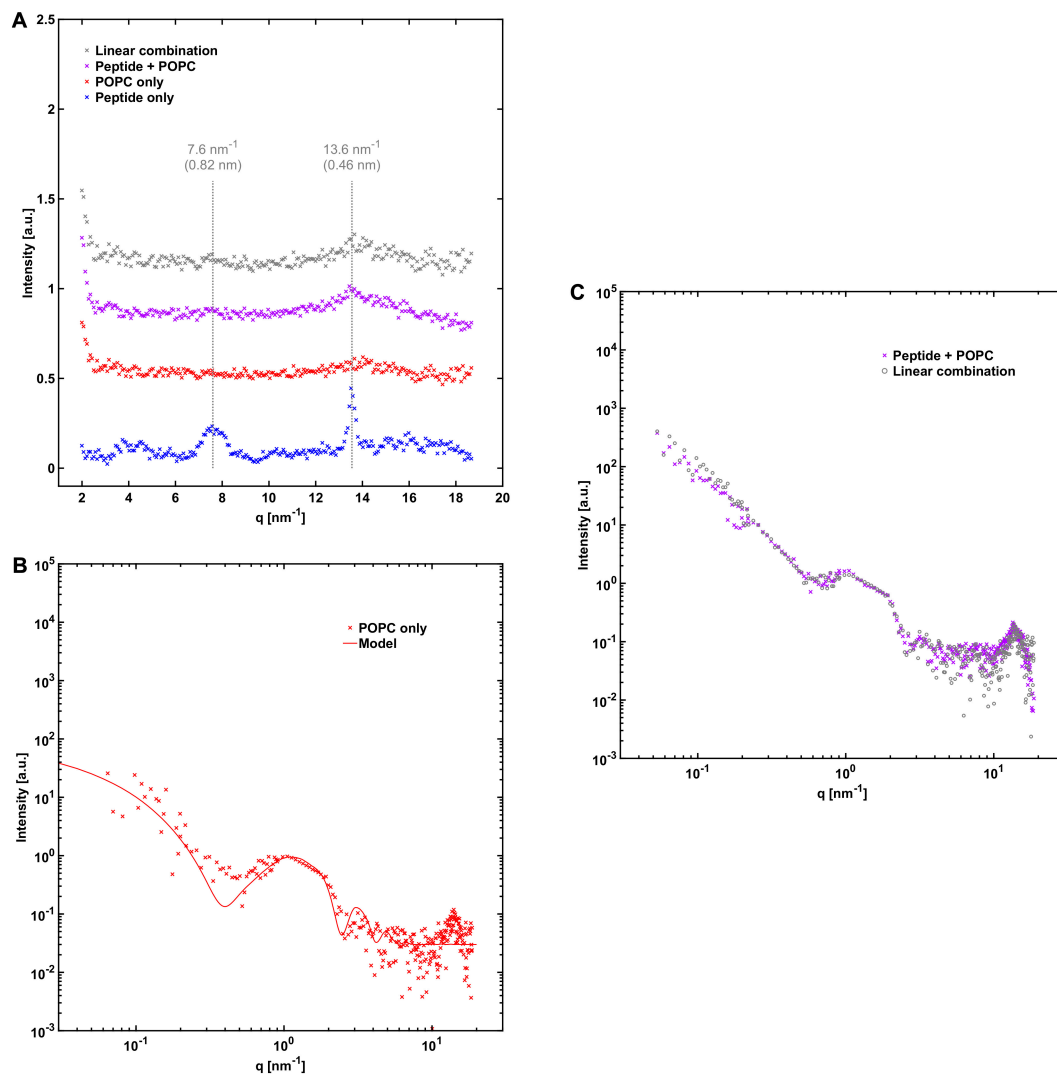 A
2.5
2
1.5
1
0.5
0
Intensity [a.u.]
Linear combination
Peptide + POPC
POPC only
Peptide only
7.6 nm⁻¹
(0.82 nm)
13.6 nm⁻¹
(0.46 nm)
2 4 6 8 10 12 14 16 18 20
q [nm⁻¹]
B
10⁵
10⁴
10³
10²
10¹
10⁰
10⁻¹
10⁻²
10⁻³
Intensity [a.u.]
POPC only
Model
10⁻¹ 10⁰ 10¹
q [nm⁻¹]
C
10⁵
10⁴
10³
10²
10¹
10⁰
10⁻¹
10⁻²
10⁻³
Intensity [a.u.]
Peptide + POPC
Linear combination
10⁻¹ 10⁰ 10¹
q [nm⁻¹]